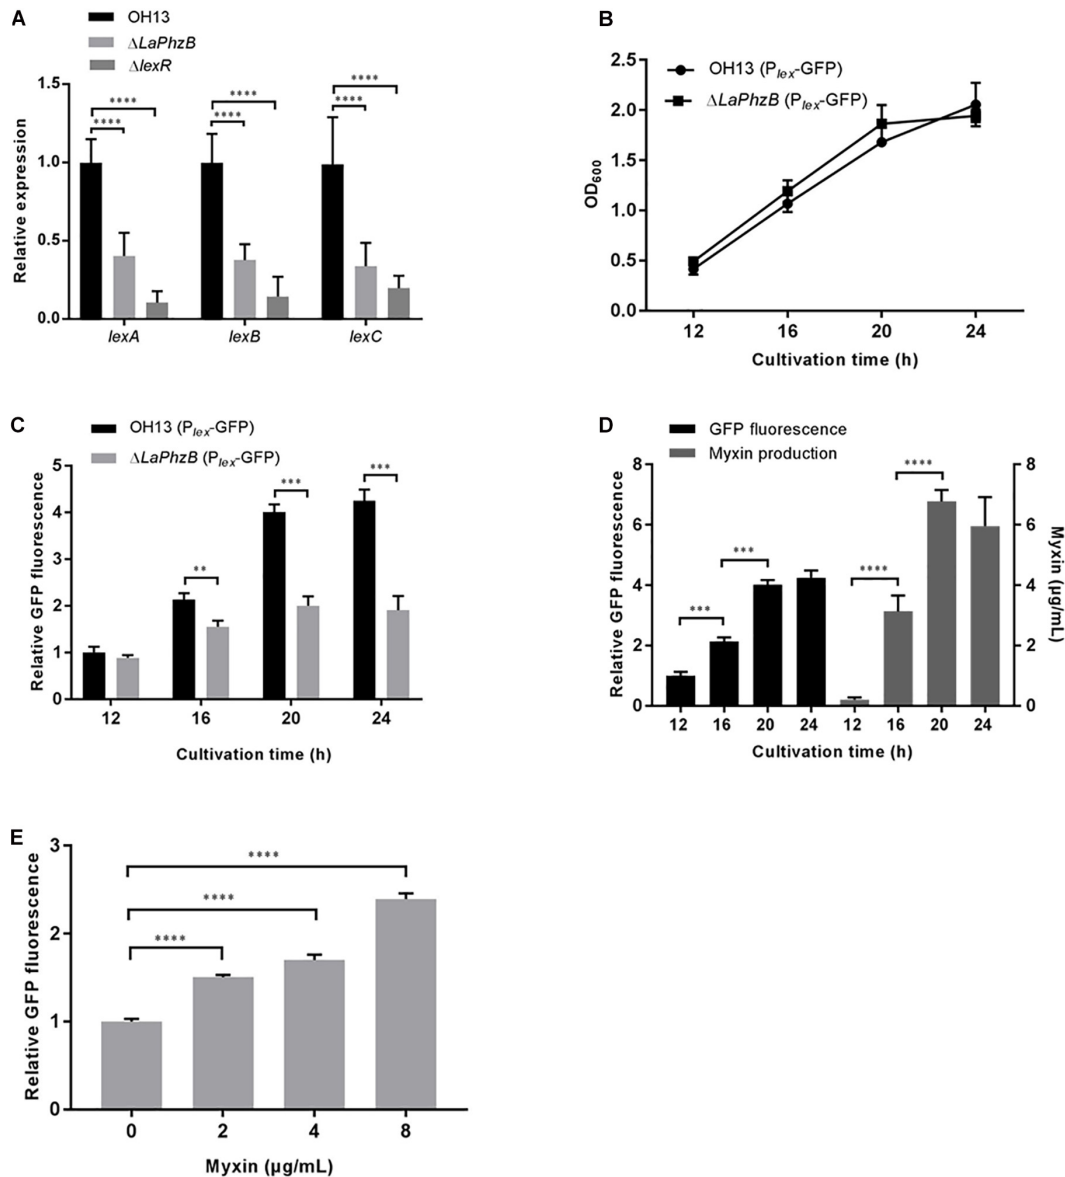 A
OH13
ΔLaPhzB
ΔlexR
Relative expression
1.5
1.0
0.5
0.0
****
****
****
****
****
****
lexA lexB lexC
B
OH13 (Plex-GFP)
ΔLaPhzB (Plex-GFP)
OD600
2.5
2.0
1.5
1.0
0.5
0.0
12 16 20 24
Cultivation time (h)
C
OH13 (Plex-GFP)
ΔLaPhzB (Plex-GFP)
Relative GFP fluorescence
5
4
3
2
1
0
**
***
***
12 16 20 24
Cultivation time (h)
D
GFP fluorescence
Myxin production
Relative GFP fluorescence
8
6
4
2
0
***
***
****
****
8
6
4
2
0
Myxin (μg/mL)
12 16 20 24 12 16 20 24
Cultivation time (h)
E
Relative GFP fluorescence
3
2
1
0
****
****
****
0 2 4 8
Myxin (μg/mL)